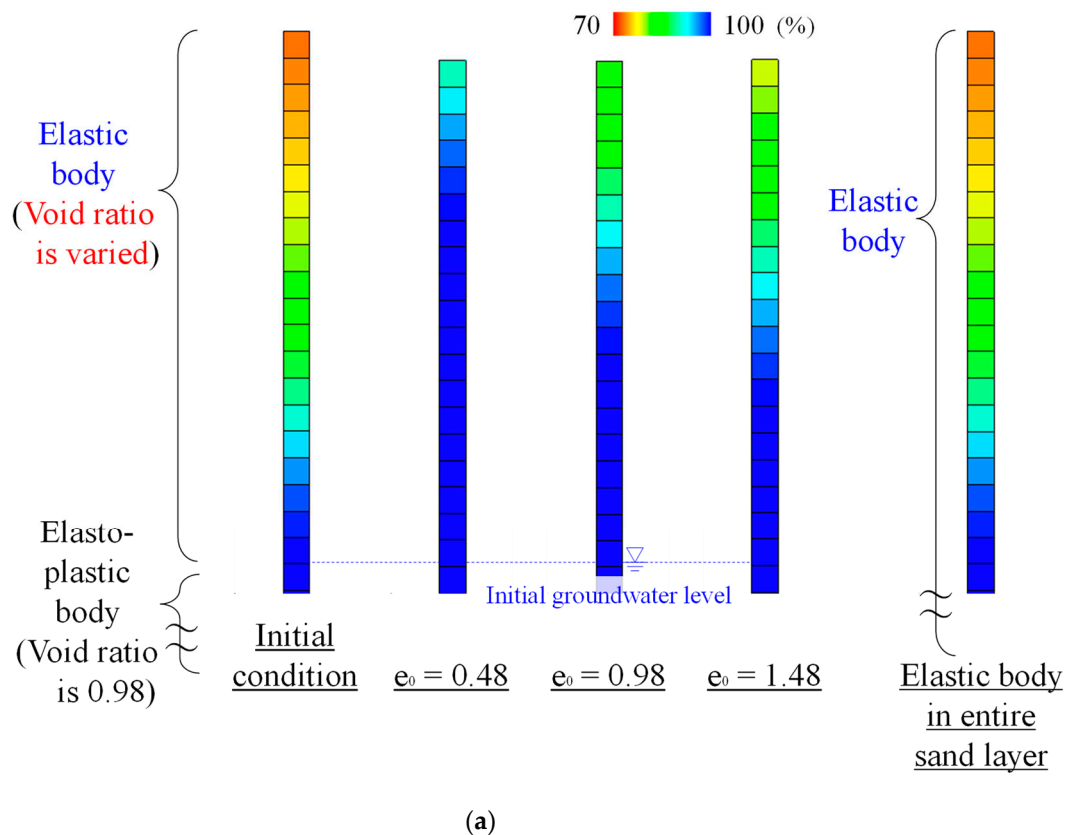 70 100 (%)
Elastic
body
(Void ratio
is varied)
Elastic
body
Elasto-
plastic
body
(Void ratio
is 0.98)
Initial groundwater level
Initial
condition
e₀ = 0.48
e₀ = 0.98
e₀ = 1.48
Elastic body
in entire
sand layer
(a)